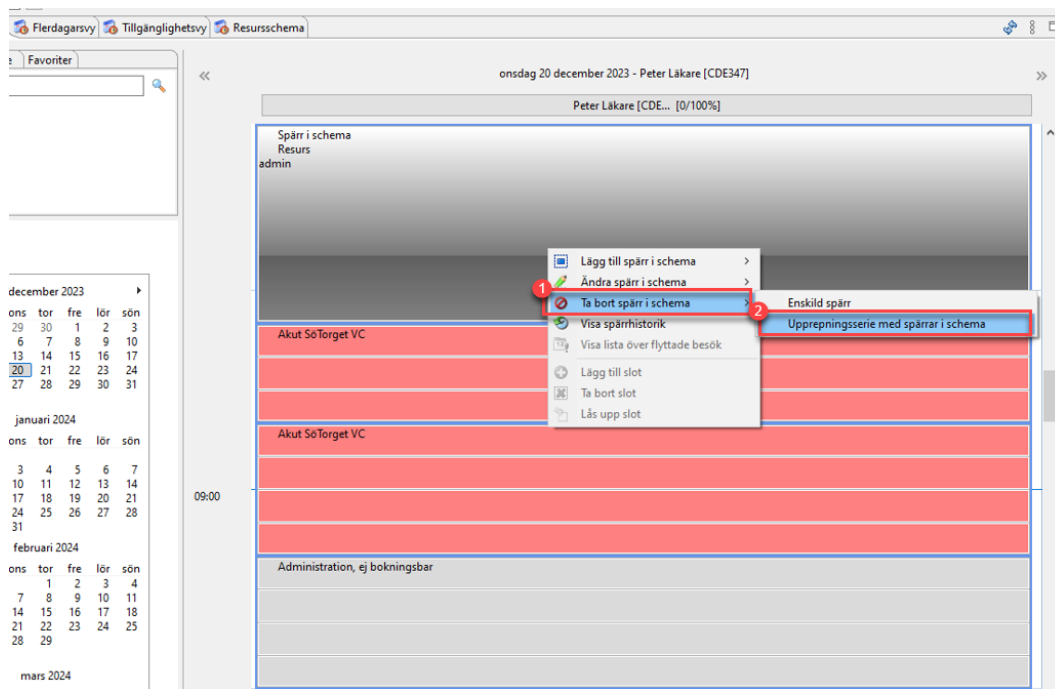 Flerdagarsvy Tillgänglighetsvy Resursschema
Favoriter
onsdag 20 december 2023 - Peter Läkare [CDE347]
Peter Läkare [CDE... [0/100%]
Spärr i schema
Resurs
admin
Lägg till spärr i schema
Ändra spärr i schema
1
Ta bort spärr i schema
2
Enskild spärr
Upprepningsserie med spärrar i schema
Visa spärrhistorik
Visa lista över flyttade besök
Lägg till slot
Ta bort slot
Lås upp slot
Akut SöTorget VC
Akut SöTorget VC
09:00
Administration, ej bokningsbar
december 2023
ons tor fre lör sön
29 30 1 2 3
6 7 8 9 10
13 14 15 16 17
20 21 22 23 24
27 28 29 30 31
januari 2024
ons tor fre lör sön
3 4 5 6 7
10 11 12 13 14
17 18 19 20 21
24 25 26 27 28
31
februari 2024
ons tor fre lör sön
1 2 3 4
7 8 9 10 11
14 15 16 17 18
21 22 23 24 25
28 29
mars 2024